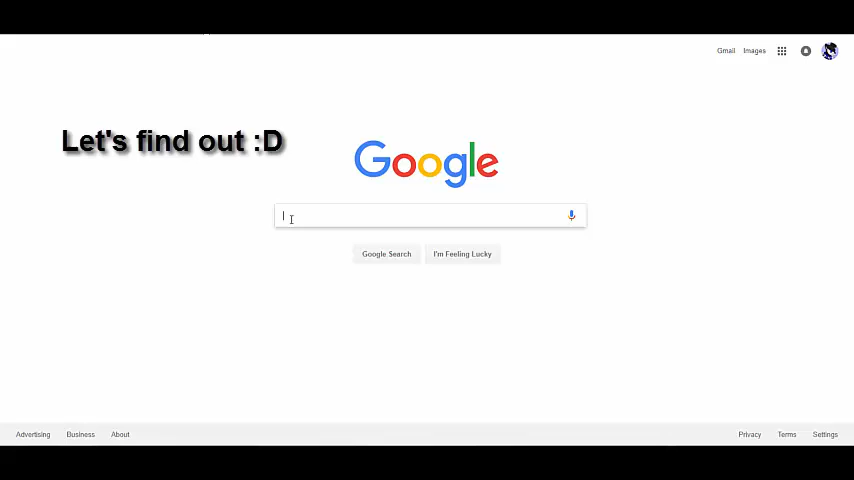 Gmail Images
Let's find out :D
Google
Google Search I'm Feeling Lucky
Advertising Business About Privacy Terms Settings